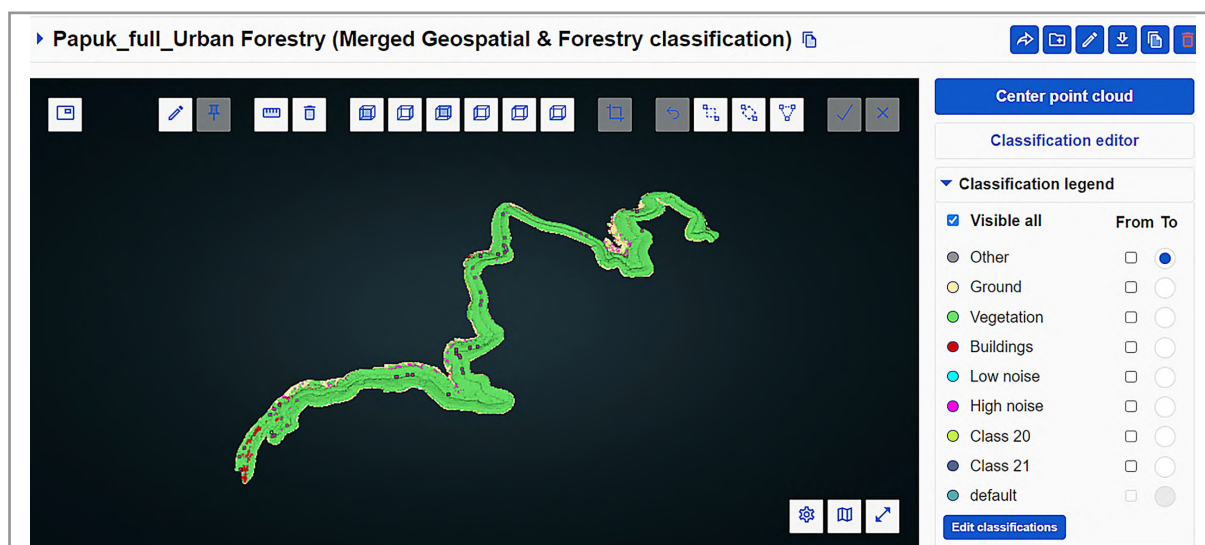 Papuk_full_Urban Forestry (Merged Geospatial & Forestry classification)
Center point cloud
Classification editor
Classification legend
Visible all From To
Other
Ground
Vegetation
Buildings
Low noise
High noise
Class 20
Class 21
default
Edit classifications